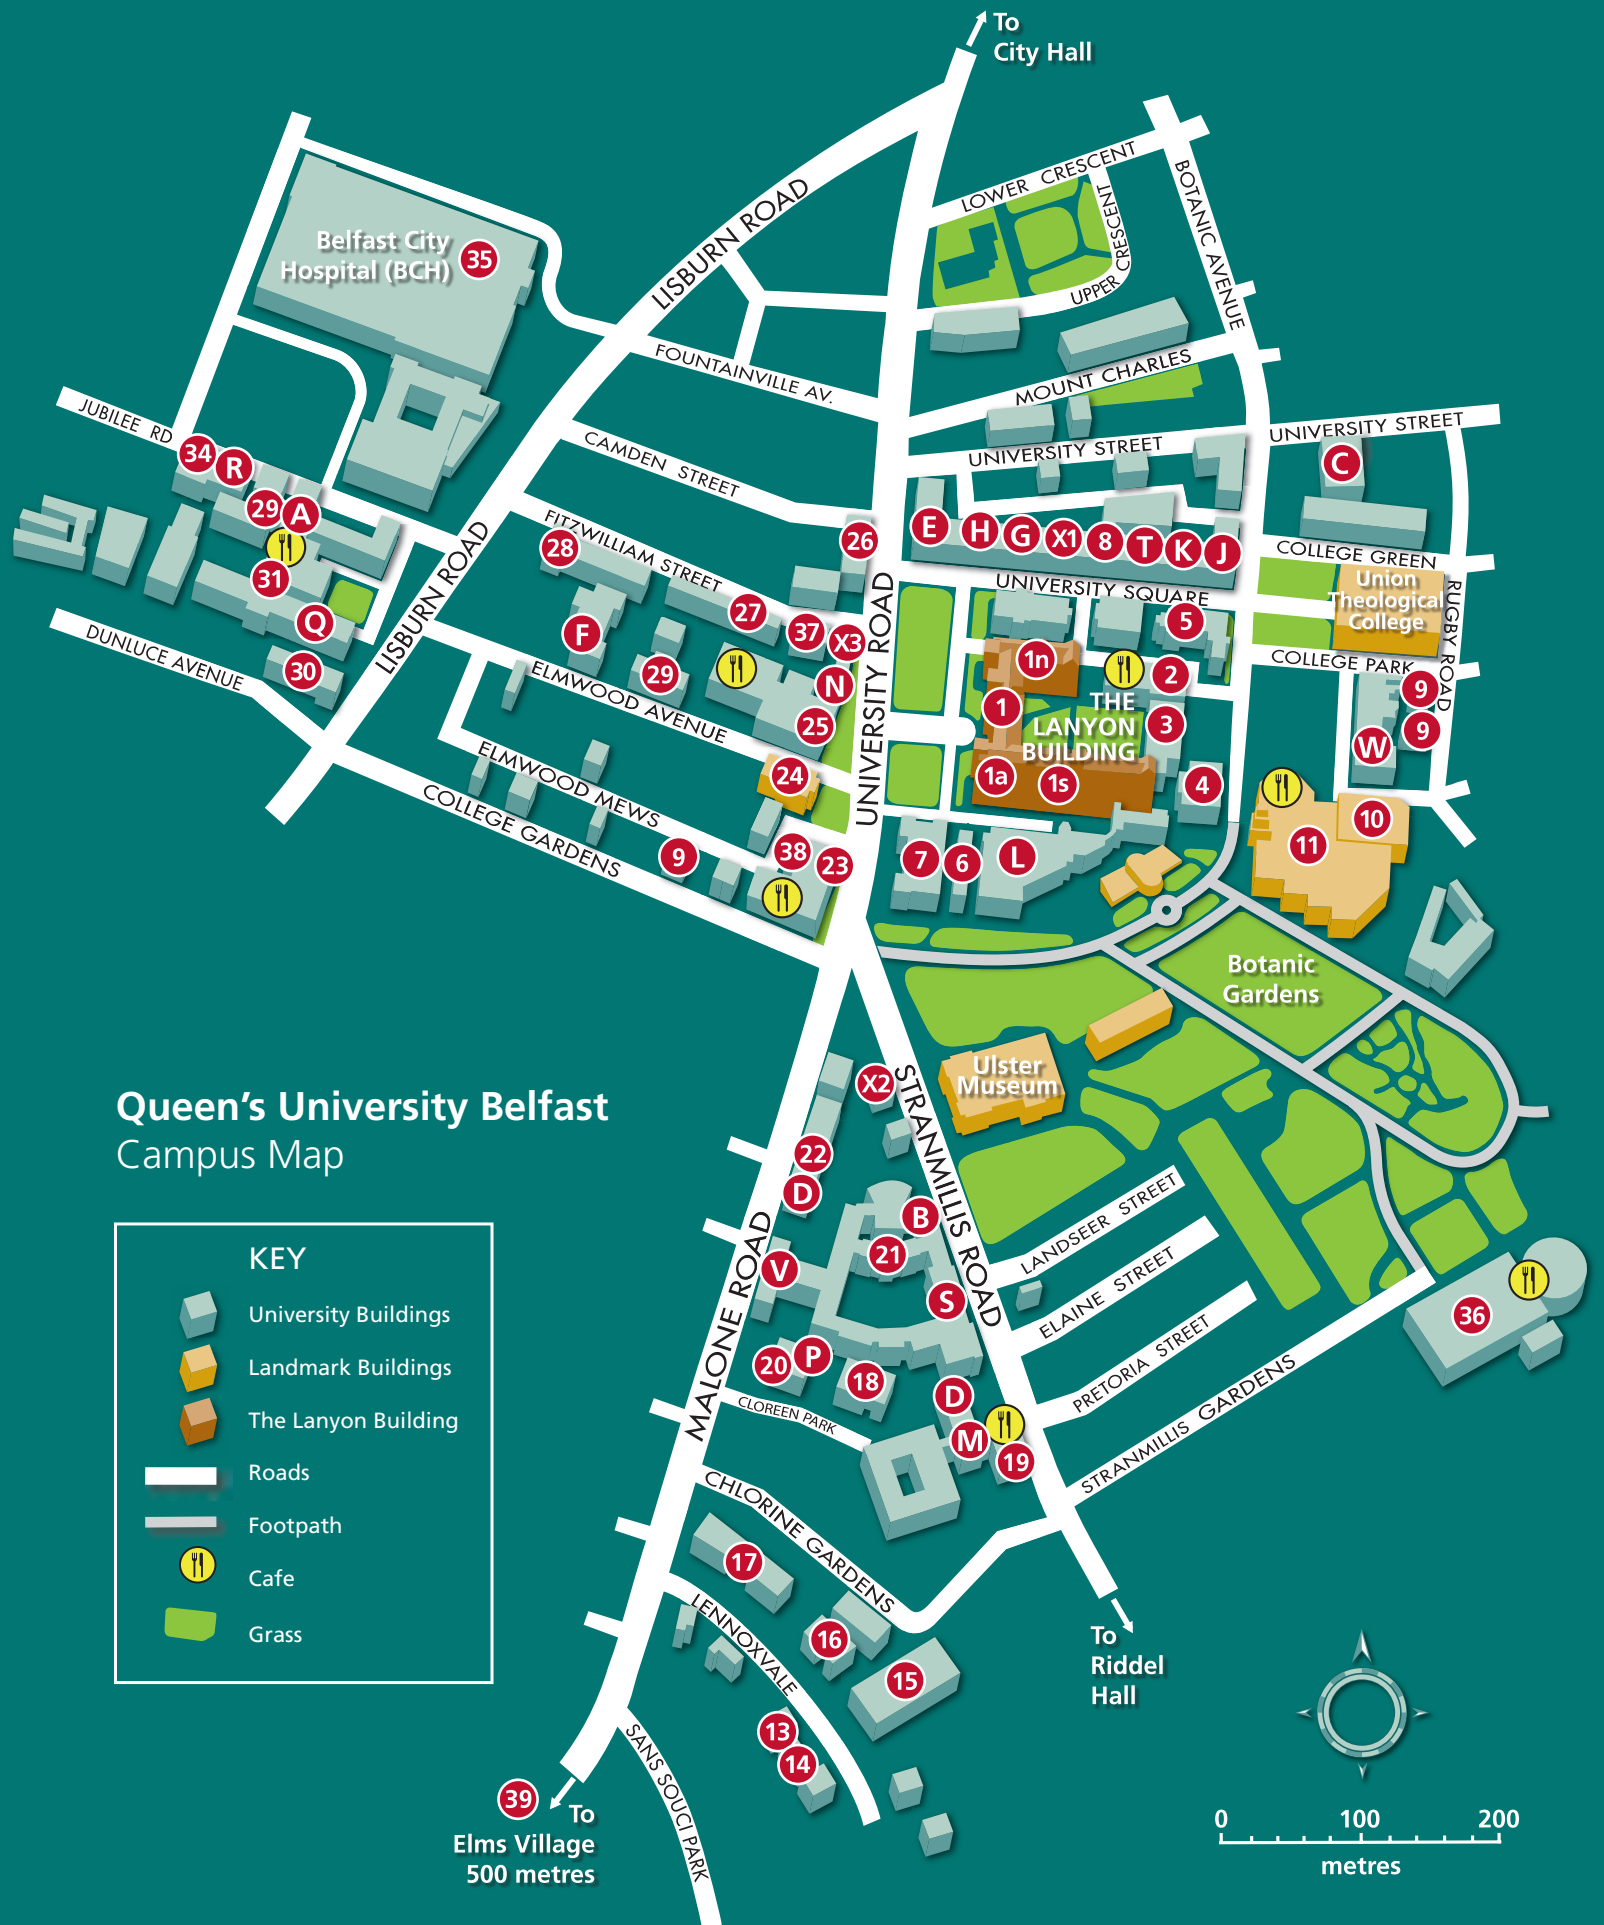 To
City Hall
LOWER CRESCENT
UPPER CRESCENT
BOTANIC AVENUE
LISBURN ROAD
Belfast City
Hospital (BCH)
35
FOUNTAINVILLE AV.
MOUNT CHARLES
UNIVERSITY STREET
UNIVERSITY STREET
C
JUBILEE RD
34
R
CAMDEN STREET
29
A
FITZWILLIAM STREET
28
26
E
H
G
X1
8
T
K
J
COLLEGE GREEN
31
LISBURN ROAD
UNIVERSITY SQUARE
Union
Theological
College
RUGBY ROAD
Q
F
27
37
X3
5
DUNLUCE AVENUE
30
ELMWOOD AVENUE
29
N
25
UNIVERSITY ROAD
1n
2
COLLEGE PARK
9
9
1
THE
LANYON
BUILDING
3
W
ELMWOOD MEWS
24
1a
1s
4
COLLEGE GARDENS
10
11
9
38
23
7
6
L
Botanic
Gardens
Ulster
Museum
X2
STRANMILLIS ROAD
Queen’s University Belfast
Campus Map
22
D
B
21
LANDSEER STREET
V
S
ELAINE STREET
36
MALONE ROAD
20
P
18
PRETORIA STREET
D
CLOREEN PARK
M
19
STRANMILLIS GARDENS
CHLORINE GARDENS
17
16
15
LENNOXVALE
13
14
SANS SOUCI PARK
KEY
University Buildings
Landmark Buildings
The Lanyon Building
Roads
Footpath
Cafe
Grass
To
Riddel
Hall
39
To
Elms Village
500 metres
0 100 200
metres